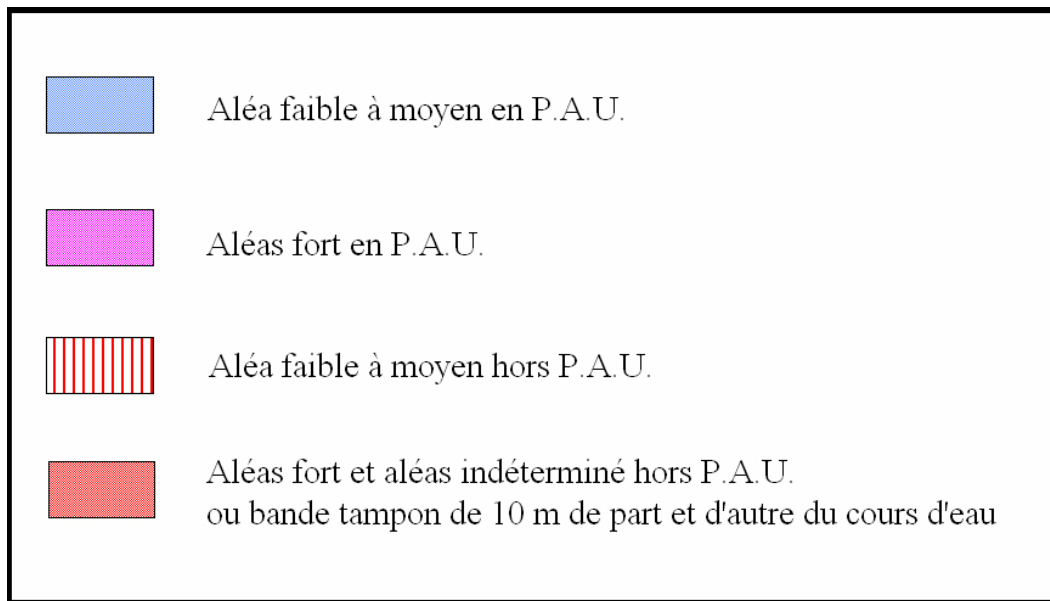 Aléa faible à moyen en P.A.U.
Aléas fort en P.A.U.
Aléa faible à moyen hors P.A.U.
Aléas fort et aléas indéterminé hors P.A.U.
ou bande tampon de 10 m de part et d'autre du cours d'eau